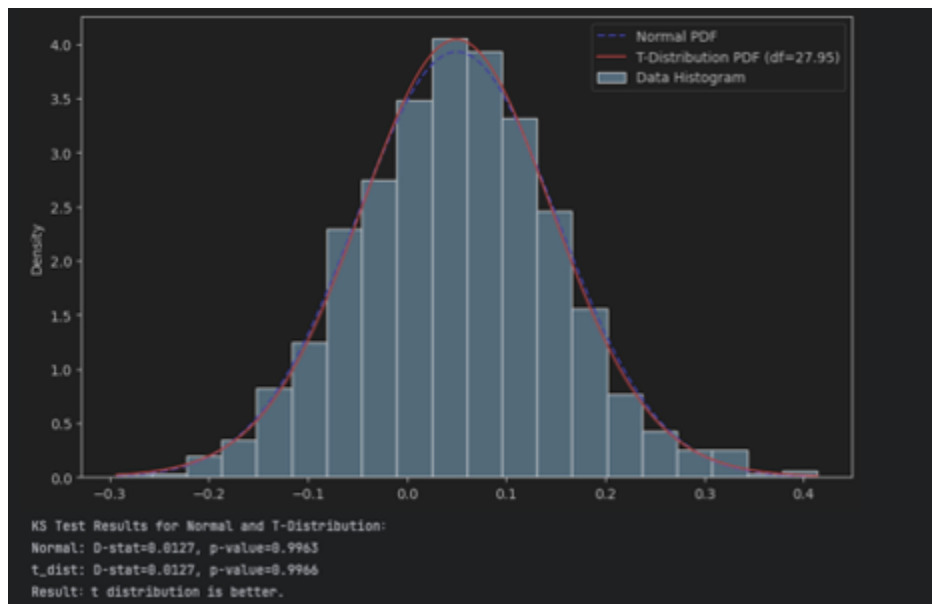 Normal PDF
T-Distribution PDF (df=27.95)
Data Histogram
Density
4.0
3.5
3.0
2.5
2.0
1.5
1.0
0.5
0.0
−0.3 −0.2 −0.1 0.0 0.1 0.2 0.3 0.4
KS Test Results for Normal and T-Distribution:
Normal: D-stat=0.0127, p-value=0.9963
t_dist: D-stat=0.0127, p-value=0.9966
Result: t distribution is better.